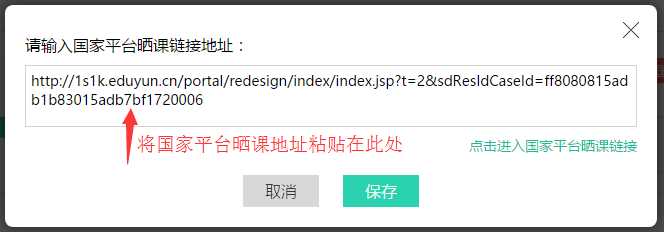 请输入国家平台晒课链接地址：
http://1s1k.eduyun.cn/portal/redesign/index/index.jsp?t=2&sdResIdCaseId=ff8080815ad
b1b83015adb7bf1720006
将国家平台晒课地址粘贴在此处
点击进入国家平台晒课链接
取消
保存